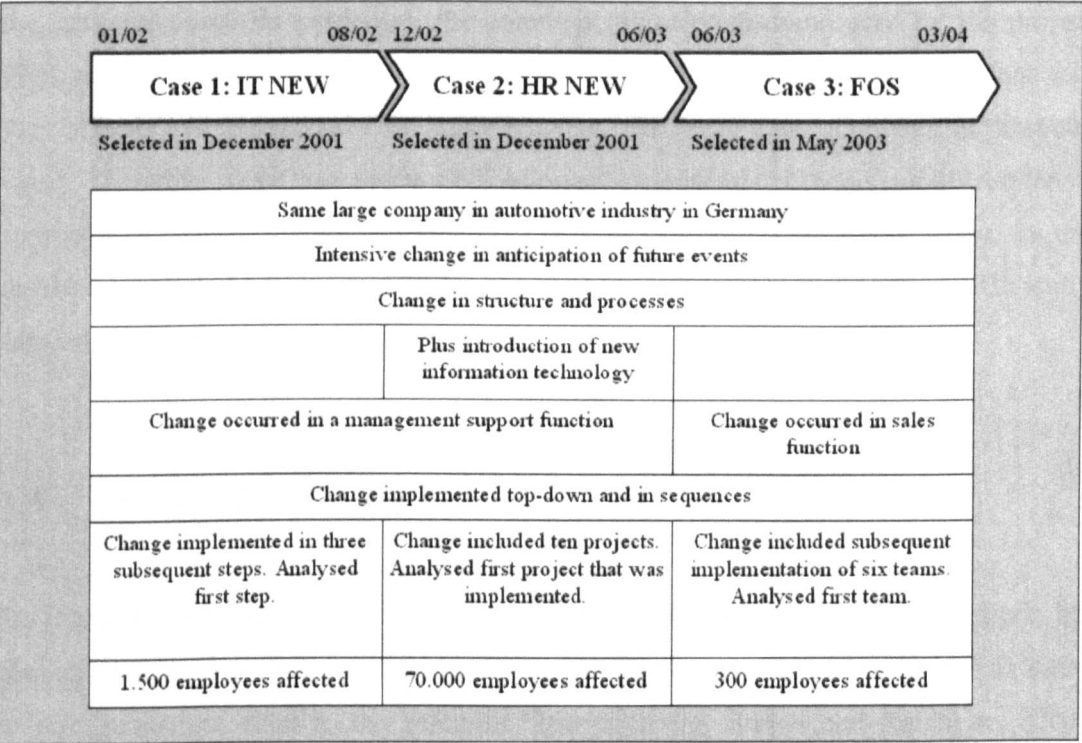 01/02 08/02 12/02 06/03 06/03 03/04
Case 1: IT NEW Case 2: HR NEW Case 3: FOS
Selected in December 2001 Selected in December 2001 Selected in May 2003
Same large company in automotive industry in Germany
Intensive change in anticipation of future events
Change in structure and processes
Plus introduction of new
information technology
Change occurred in a management support function
Change occurred in sales
function
Change implemented top-down and in sequences
Change implemented in three
subsequent steps. Analysed
first step.
Change included ten projects.
Analysed first project that was
implemented.
Change included subsequent
implementation of six teams.
Analysed first team.
1.500 employees affected 70.000 employees affected 300 employees affected